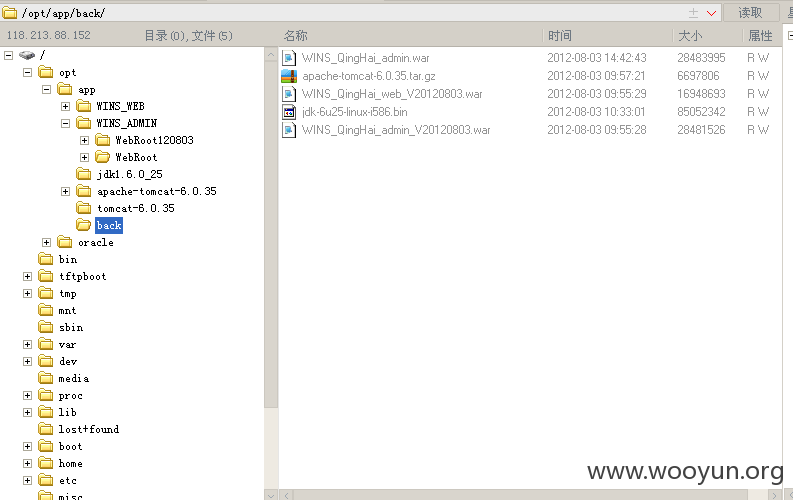 /opt/app/back/ 读取
118.213.88.152 目录(0),文件(5) 名称 时间 大小 属性
/
opt
app
WINS_WEB
WINS_ADMIN
WebRoot120803
WebRoot
jdk1.6.0_25
apache-tomcat-6.0.35
tomcat-6.0.35
back
oracle
bin
tftpboot
tmp
mnt
sbin
var
dev
media
proc
lib
lost+found
boot
home
etc
misc
WINS_QingHai_admin.war 2012-08-03 14:42:43 28483995 R W
apache-tomcat-6.0.35.tar.gz 2012-08-03 09:57:21 6697806 R W
WINS_QingHai_web_V20120803.war 2012-08-03 09:55:29 16948693 R W
jdk-6u25-linux-i586.bin 2012-08-03 10:33:01 85052342 R W
WINS_QingHai_admin_V20120803.war 2012-08-03 09:55:28 28481526 R W
www.wooyun.org